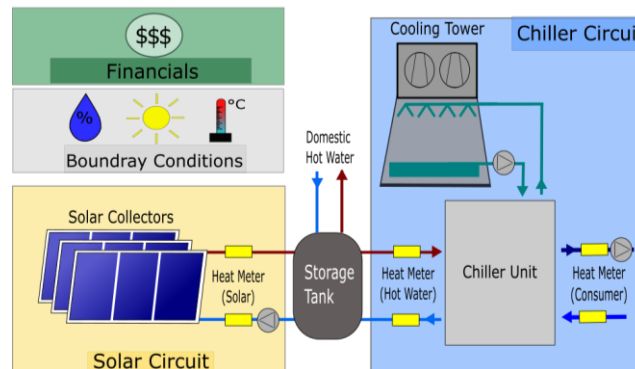 $$$
Financials
%
°C
Boundray Conditions
Cooling Tower
Chiller Circui
Domestic
Hot Water
Solar Collectors
Heat Meter
(Solar)
Storage
Tank
Heat Meter
(Hot Water)
Chiller Unit
Heat Meter
(Consumer)
Solar Circuit